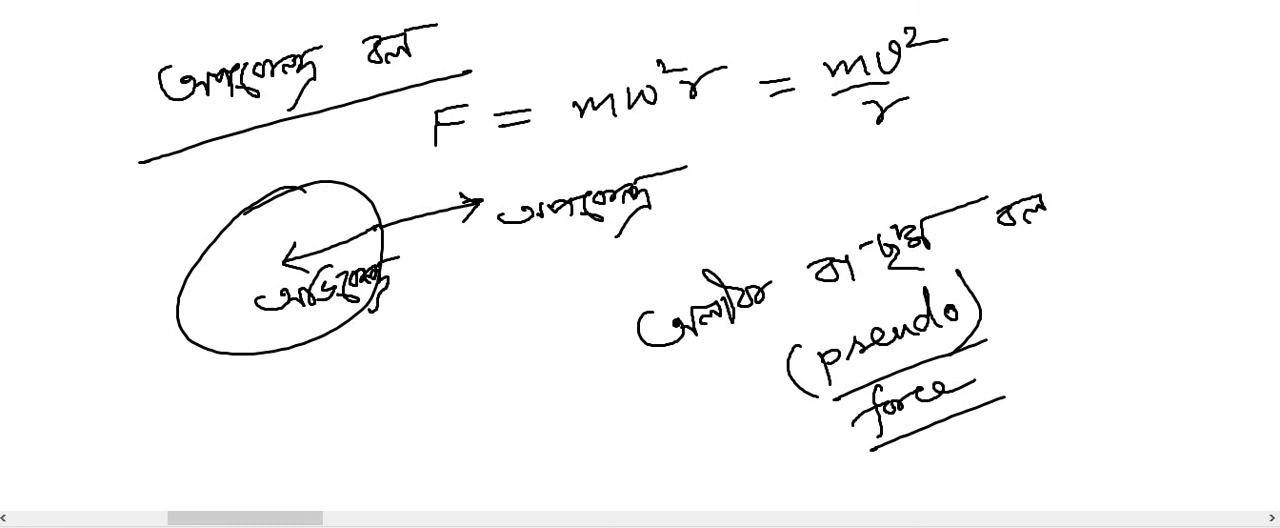 অপকেন্দ্র বল
F = mω²r = mv²/r
অপকেন্দ্র
অভিকেন্দ্র
অলীক বা ছদ্ম বল
(pseudo)
force